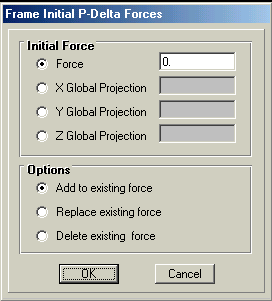 Frame Initial P-Delta Forces
Initial Force
Force 0.
X Global Projection
Y Global Projection
Z Global Projection
Options
Add to existing force
Replace existing force
Delete existing force
OK Cancel